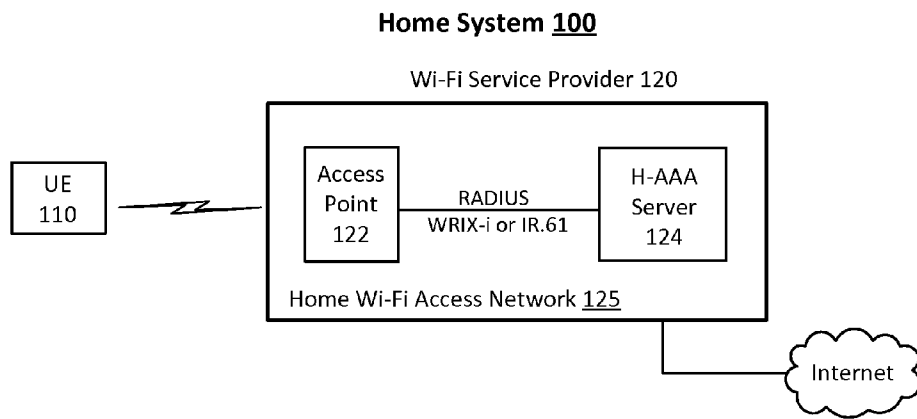 Home System 100
Wi-Fi Service Provider 120
UE
110
Access
Point
122
RADIUS
WRIX-i or IR.61
H-AAA
Server
124
Home Wi-Fi Access Network 125
Internet